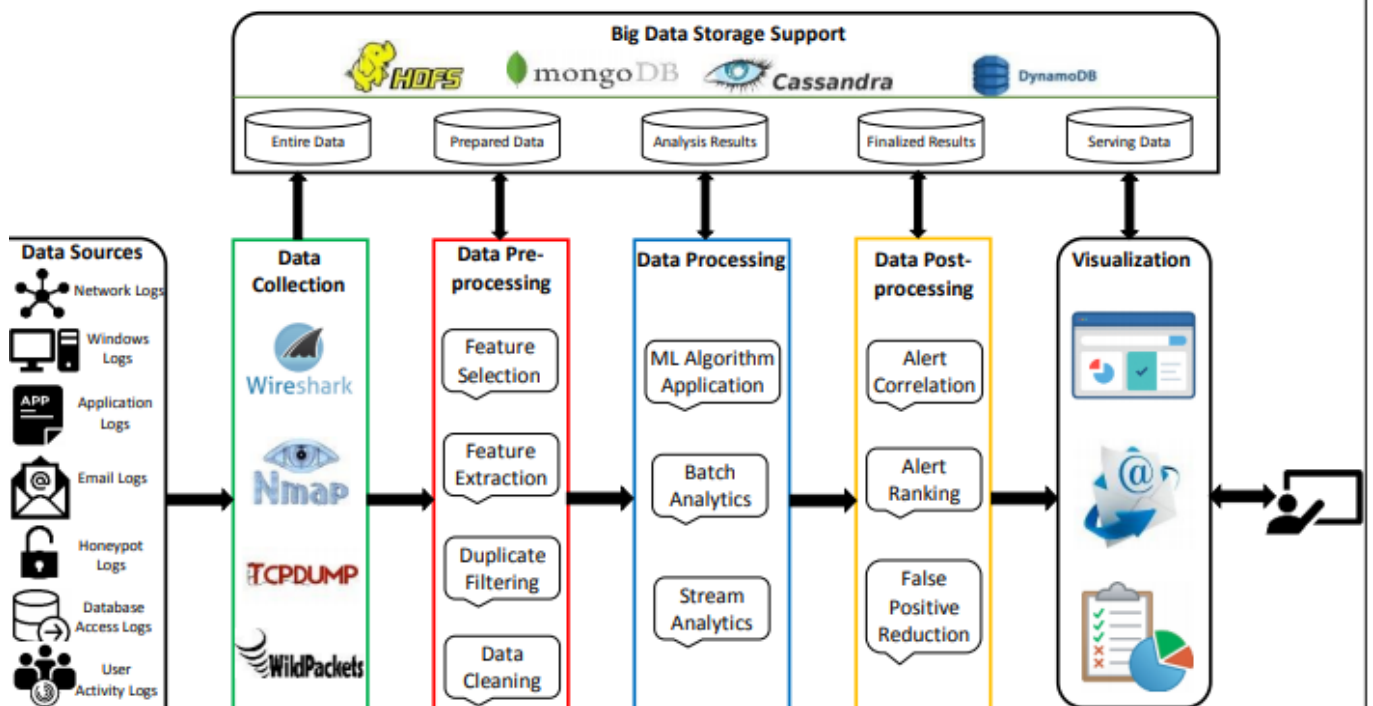 Big Data Storage Support
HDFS
mongoDB
Cassandra
DynamoDB
Entire Data
Prepared Data
Analysis Results
Finalized Results
Serving Data
Data Sources
Network Logs
Windows
Logs
APP
Application
Logs
@
Email Logs
Honeypot
Logs
Database
Access Logs
User
Activity Logs
Data
Collection
Wireshark
Nmap
TCPDUMP
WildPackets
Data Pre-
processing
Feature
Selection
Feature
Extraction
Duplicate
Filtering
Data
Cleaning
Data Processing
ML Algorithm
Application
Batch
Analytics
Stream
Analytics
Data Post-
processing
Alert
Correlation
Alert
Ranking
False
Positive
Reduction
Visualization
@